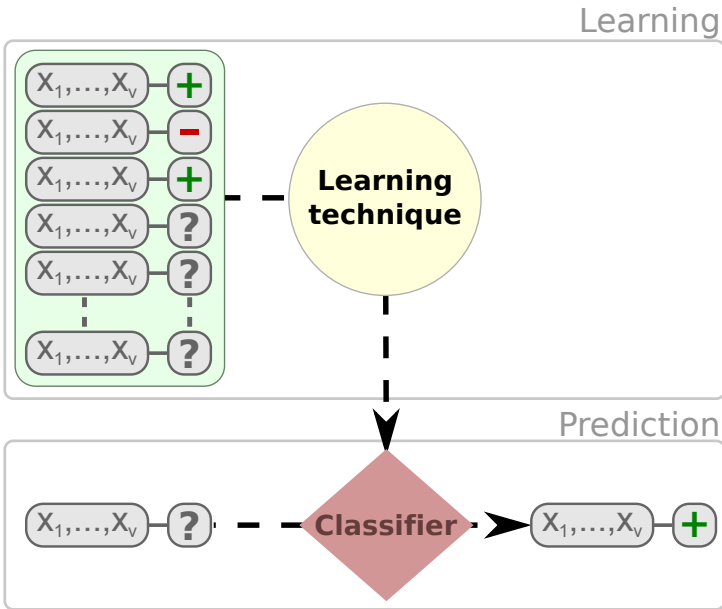 Learning
X₁,...,Xᵥ +
X₁,...,Xᵥ -
X₁,...,Xᵥ +
X₁,...,Xᵥ ?
X₁,...,Xᵥ ?
X₁,...,Xᵥ ?
Learning
technique
Prediction
X₁,...,Xᵥ ?
Classifier
X₁,...,Xᵥ +